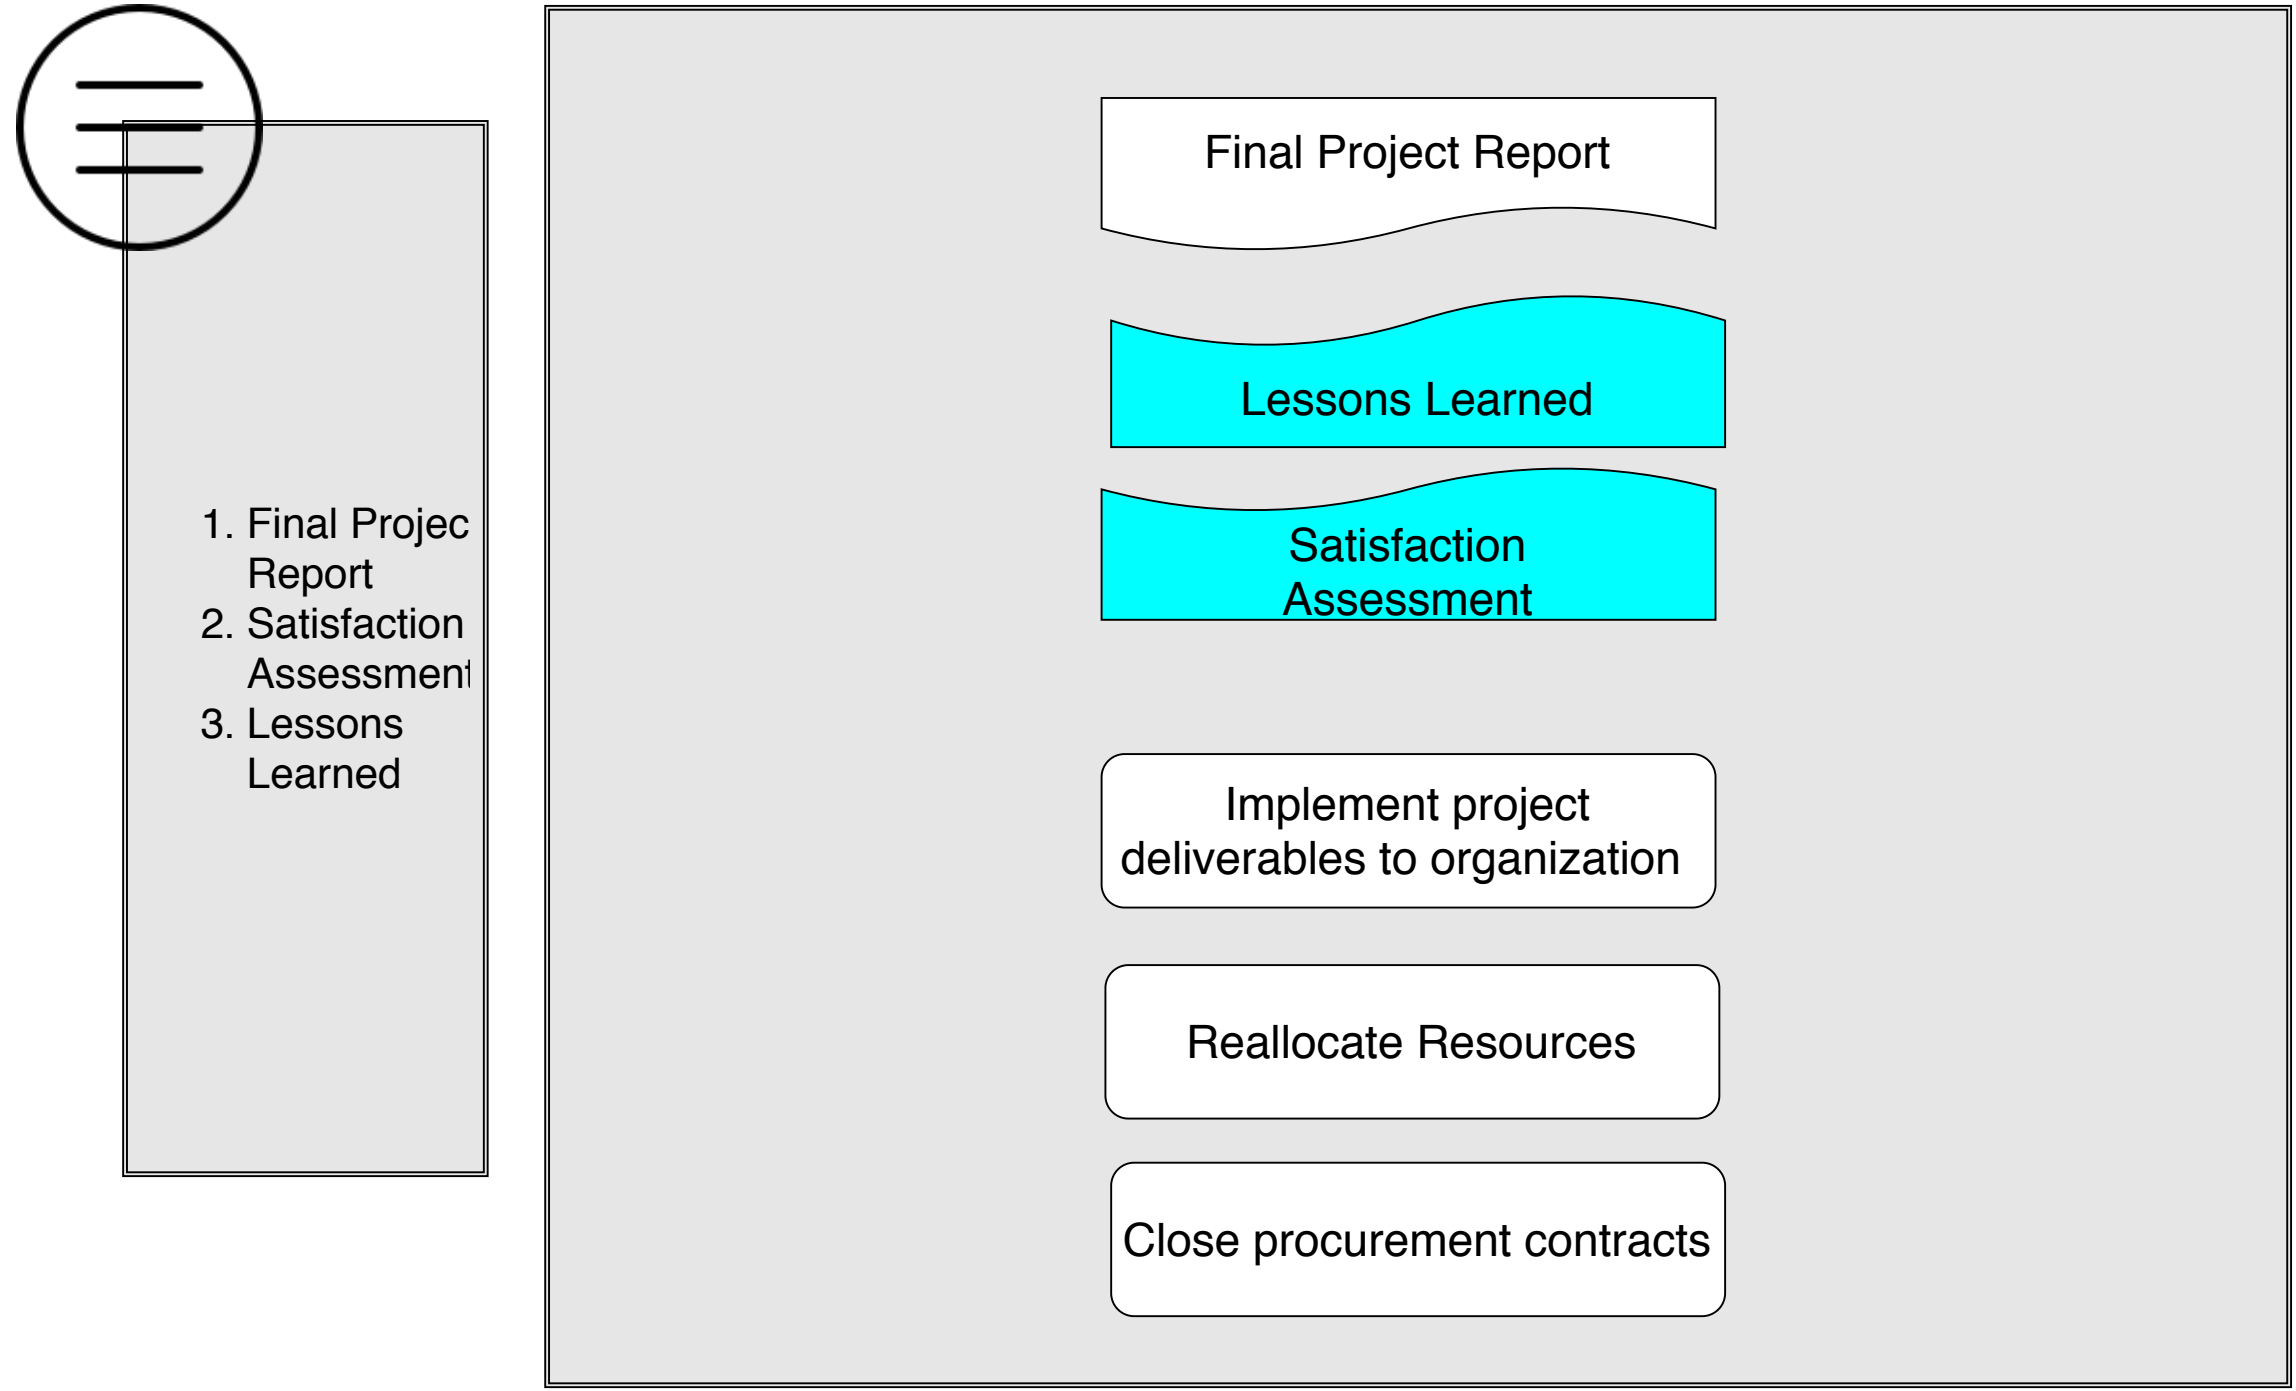 1. Final Projec
Report
2. Satisfaction
Assessment
3. Lessons
Learned
Final Project Report
Lessons Learned
Satisfaction
Assessment
Implement project
deliverables to organization
Reallocate Resources
Close procurement contracts